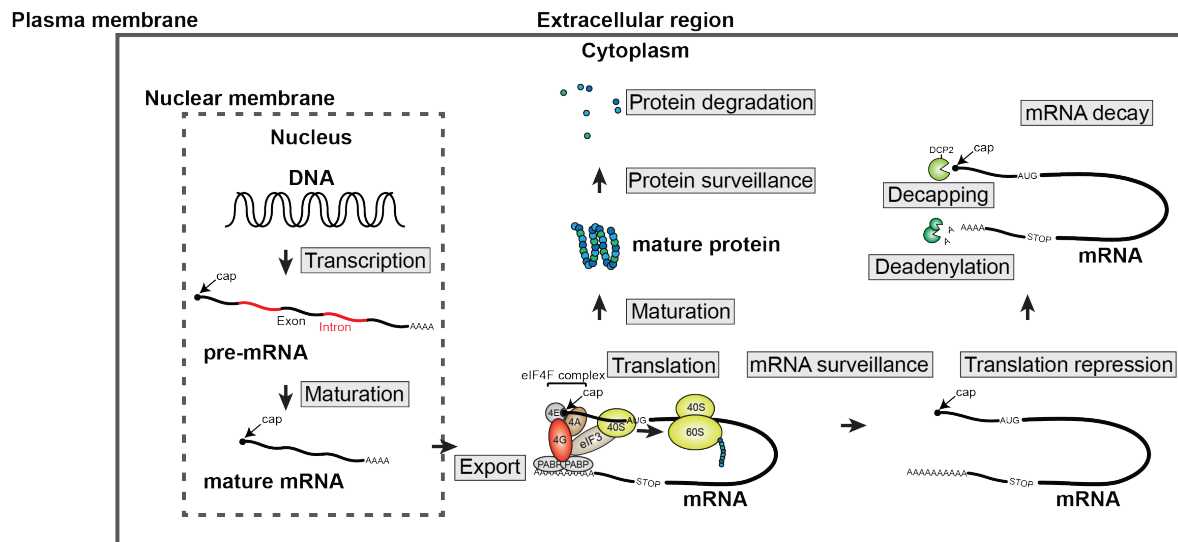 Plasma membrane
Extracellular region
Cytoplasm
Nuclear membrane
Nucleus
DNA
Transcription
cap
Exon
Intron
AAAA
pre-mRNA
Maturation
cap
AAAA
mature mRNA
Export
Protein degradation
Protein surveillance
mature protein
Maturation
Translation
eIF4F complex
cap
4E
4A
4G
eIF3
40S
AUG
40S
60S
PABP
PABP
AAAAAAAAAA
STOP
mRNA
mRNA surveillance
Translation repression
cap
AUG
AAAAAAAAAA
STOP
mRNA
mRNA decay
DCP2
cap
AUG
Decapping
A
A
AAAA
STOP
Deadenylation
mRNA